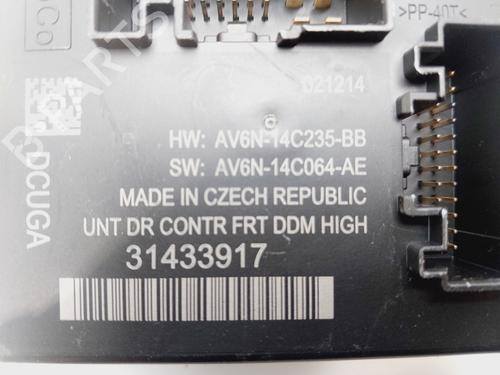 >PP-40T<
021214
HW: AV6N-14C235-BB
SW: AV6N-14C064-AE
MADE IN CZECH REPUBLIC
UNT DR CONTR FRT DDM HIGH
31433917
DCUGA
PARTS